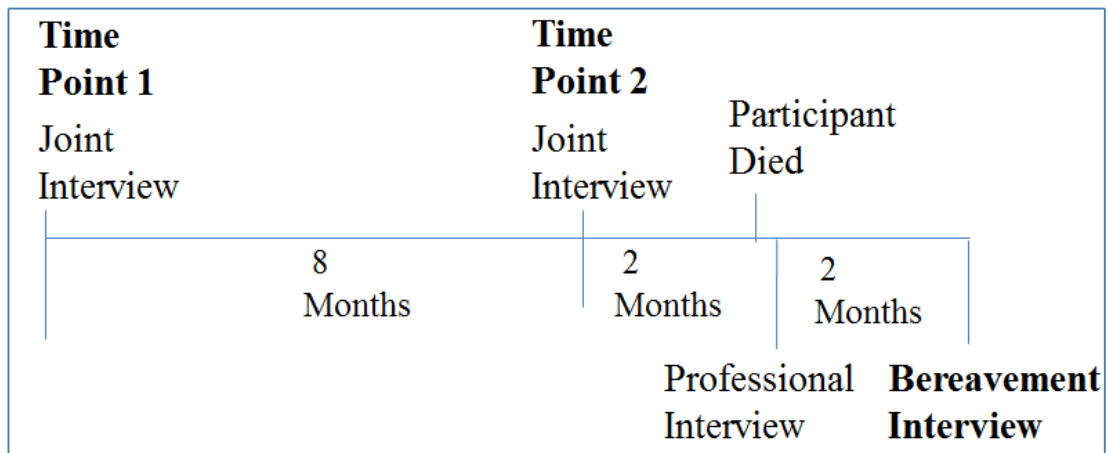 Time
Point 1
Joint
Interview
Time
Point 2
Joint
Interview
Participant
Died
8
Months
2
Months
2
Months
Professional
Interview
Bereavement
Interview